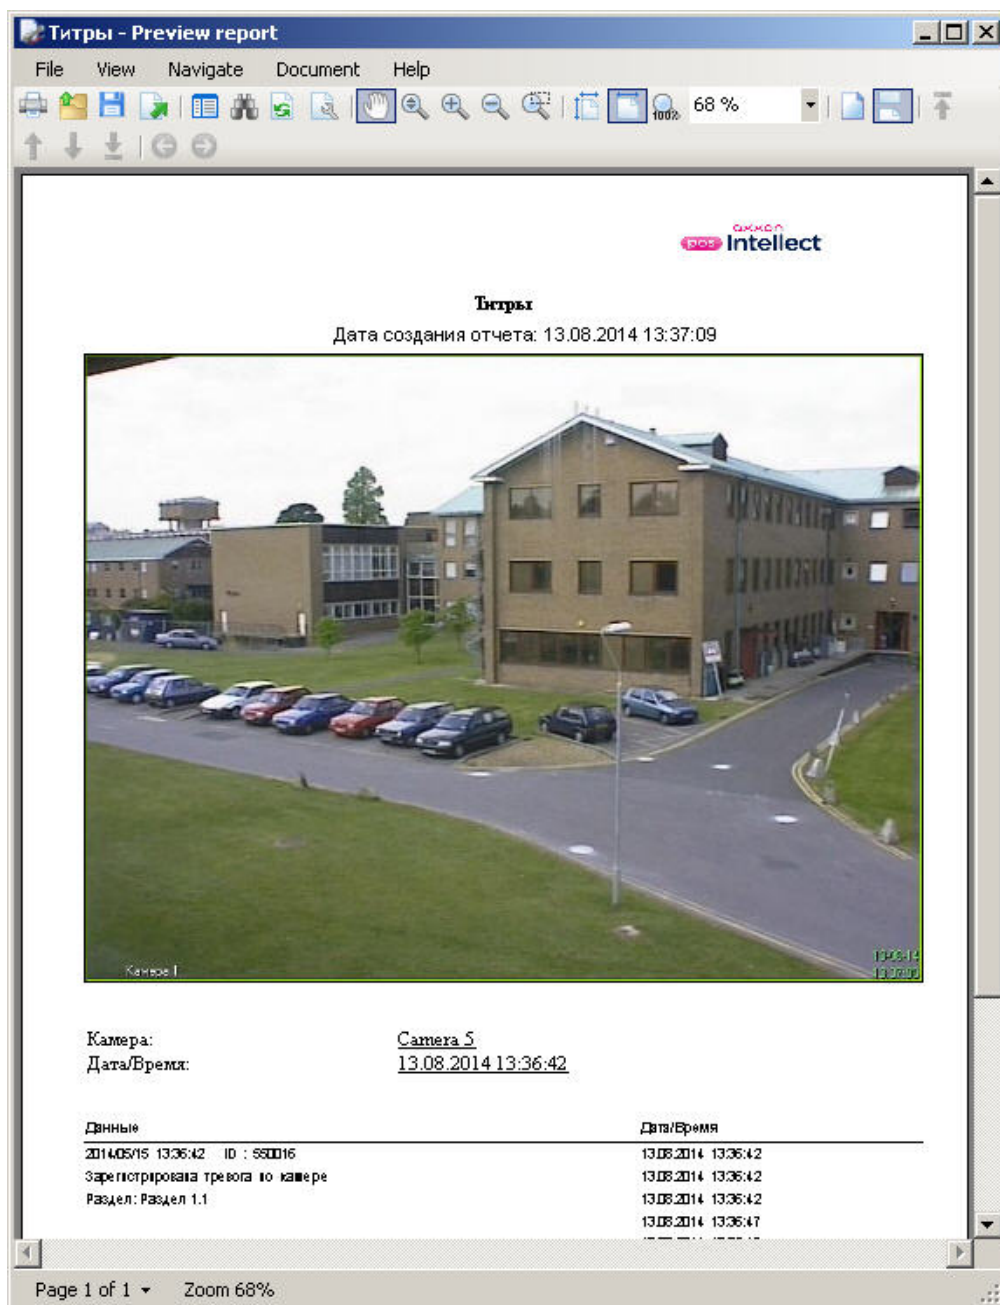 Титры - Preview report
File View Navigate Document Help
100% 68 %
axxon
pos Intellect
Титры
Дата создания отчета: 13.08.2014 13:37:09
Камера 1
13-08-14
Камера: Camera 5
Дата/Время: 13.08.2014 13:36:42
Данные Дата/Время
2014/05/15 13:36:42 ID : 550016 13.08.2014 13:36:42
Зарегистрирована тревога по камере 13.08.2014 13:36:42
Раздел: Раздел 1.1 13.08.2014 13:36:42
13.08.2014 13:36:47
Page 1 of 1 Zoom 68%